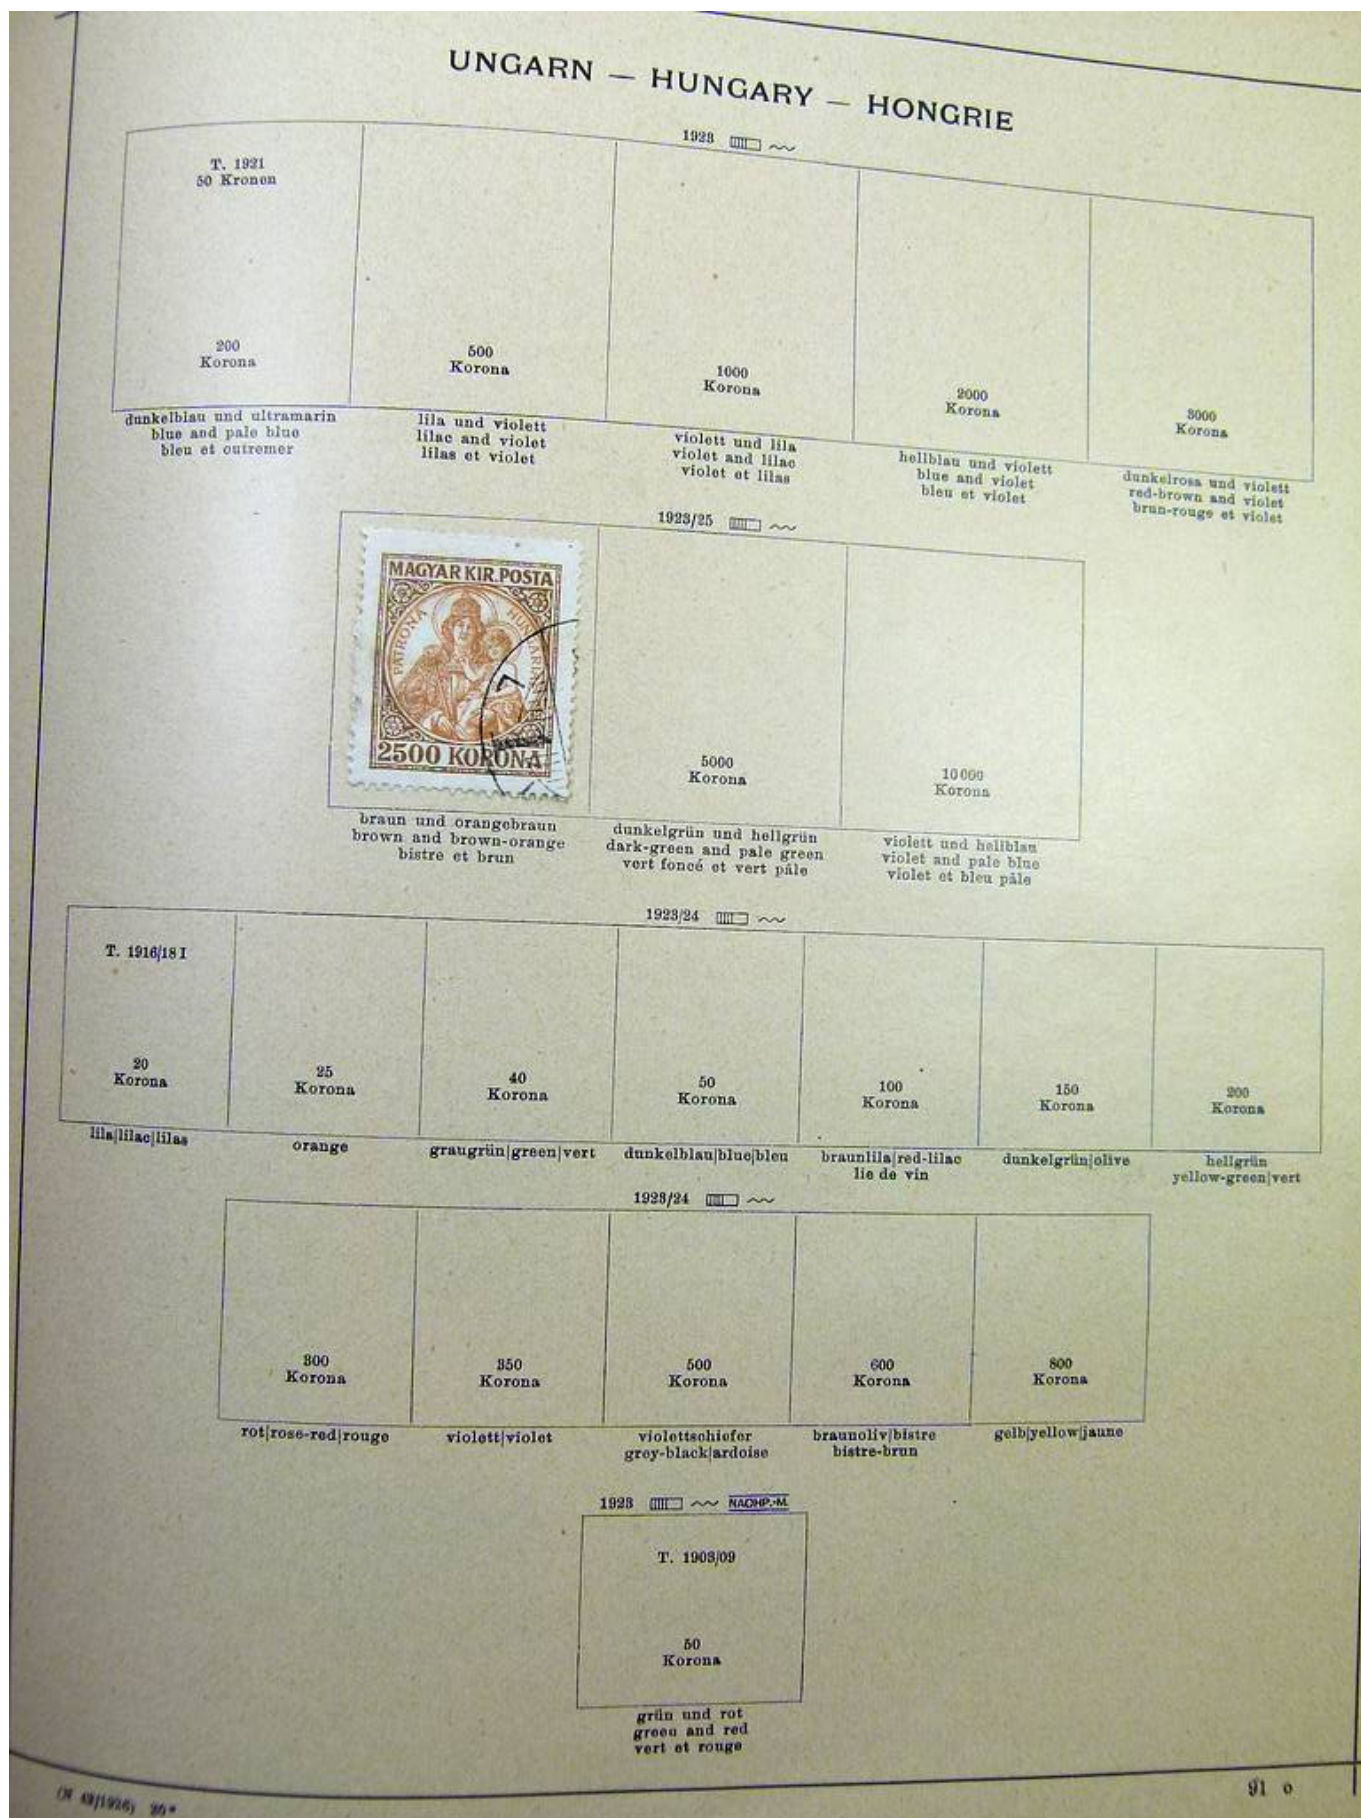 UNGARN — HUNGARY — HONGRIE
1923
T. 1921
50 Kronen
200
Korona
500
Korona
1000
Korona
2000
Korona
3000
Korona
dunkelblau und ultramarin
blue and pale blue
bleu et outremer
lila und violett
lilac and violet
lilas et violet
violett und lila
violet and lilac
violet et lilas
hellblau und violett
blue and violet
bleu et violet
dunkelrosa und violett
red-brown and violet
brun-rouge et violet
1923/25
MAGYAR KIR. POSTA
PATRONA HUNGARIAE
2500 KORONA
5000
Korona
10000
Korona
braun und orangebraun
brown and brown-orange
bistre et brun
dunkelgrün und hellgrün
dark-green and pale green
vert foncé et vert pâle
violett und hellblau
violet and pale blue
violet et bleu pâle
1923/24
T. 1916/18 I
20
Korona
25
Korona
40
Korona
50
Korona
100
Korona
150
Korona
200
Korona
lila|lilac|lilas
orange
graugrün|green|vert
dunkelblau|blue|bleu
braunlila|red-lilac
lie de vin
dunkelgrün|olive
hellgrün
yellow-green|vert
1923/24
300
Korona
350
Korona
500
Korona
600
Korona
800
Korona
rot|rose-red|rouge
violett|violet
violettschiefer
grey-black|ardoise
braunoliv|bistre
bistre-brun
gelb|yellow|jaune
1923 NACHP.-M.
T. 1903/09
50
Korona
grün und rot
green and red
vert et rouge
(N 49/1926) 20*
91 o